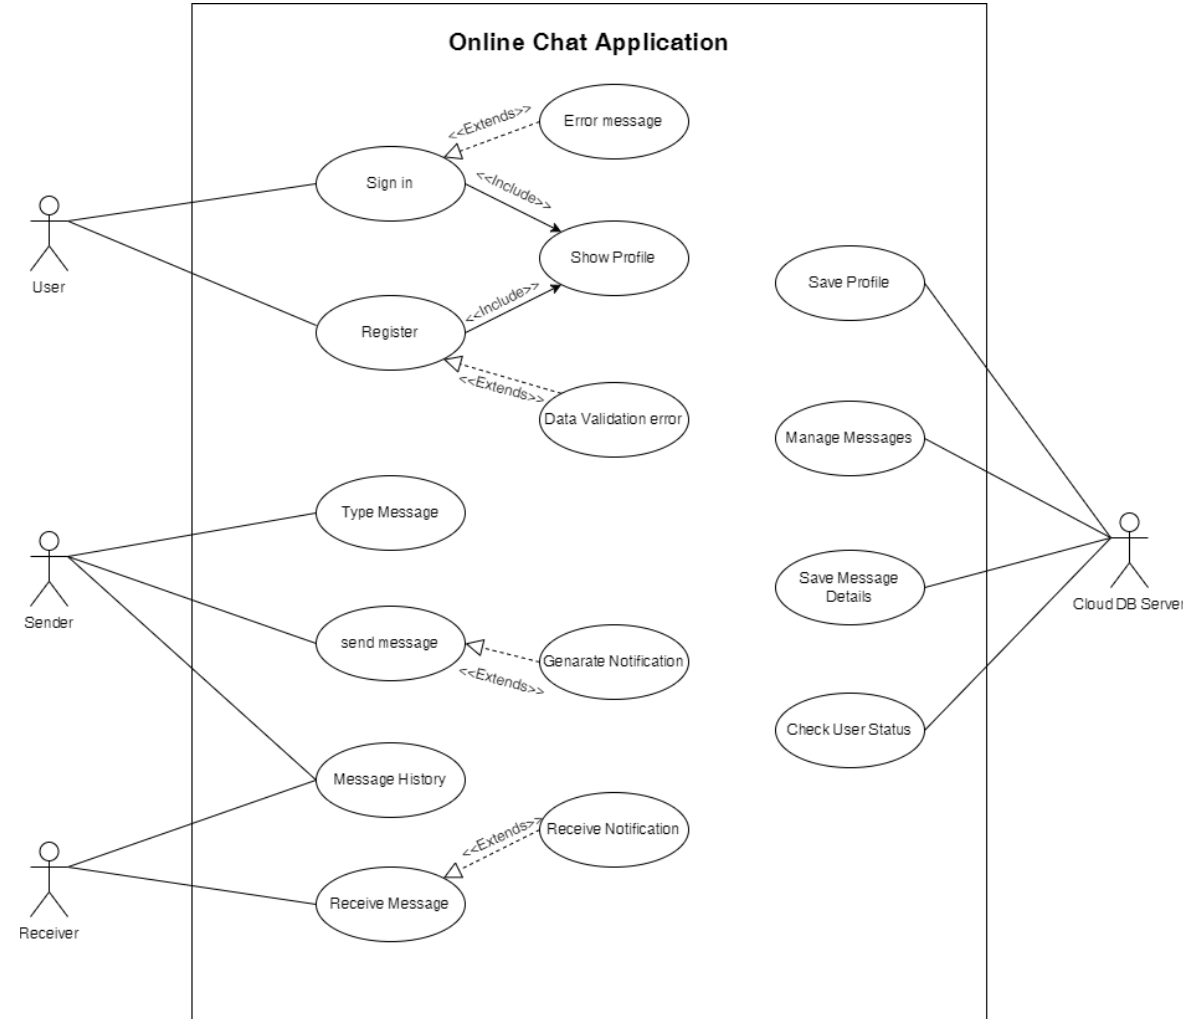 Online Chat Application
<<Extends>>
Error message
Sign in
<<Include>>
User
Show Profile
Save Profile
<<Include>>
Register
<<Extends>>
Data Validation error
Manage Messages
Type Message
Sender
Save Message
Details
Cloud DB Server
send message
Genarate Notification
<<Extends>>
Check User Status
Message History
<<Extends>>
Receive Notification
Receive Message
Receiver